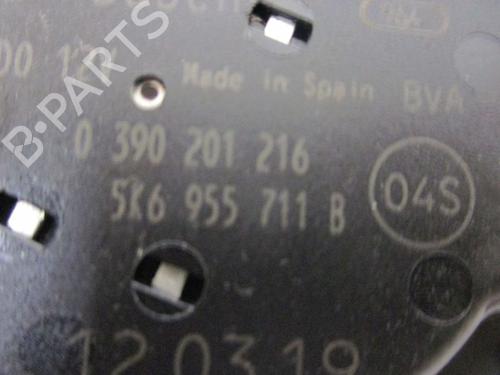 Made in Spain BVA
0 390 201 216
5K6 955 711 B
04S
120319
B-PARTS